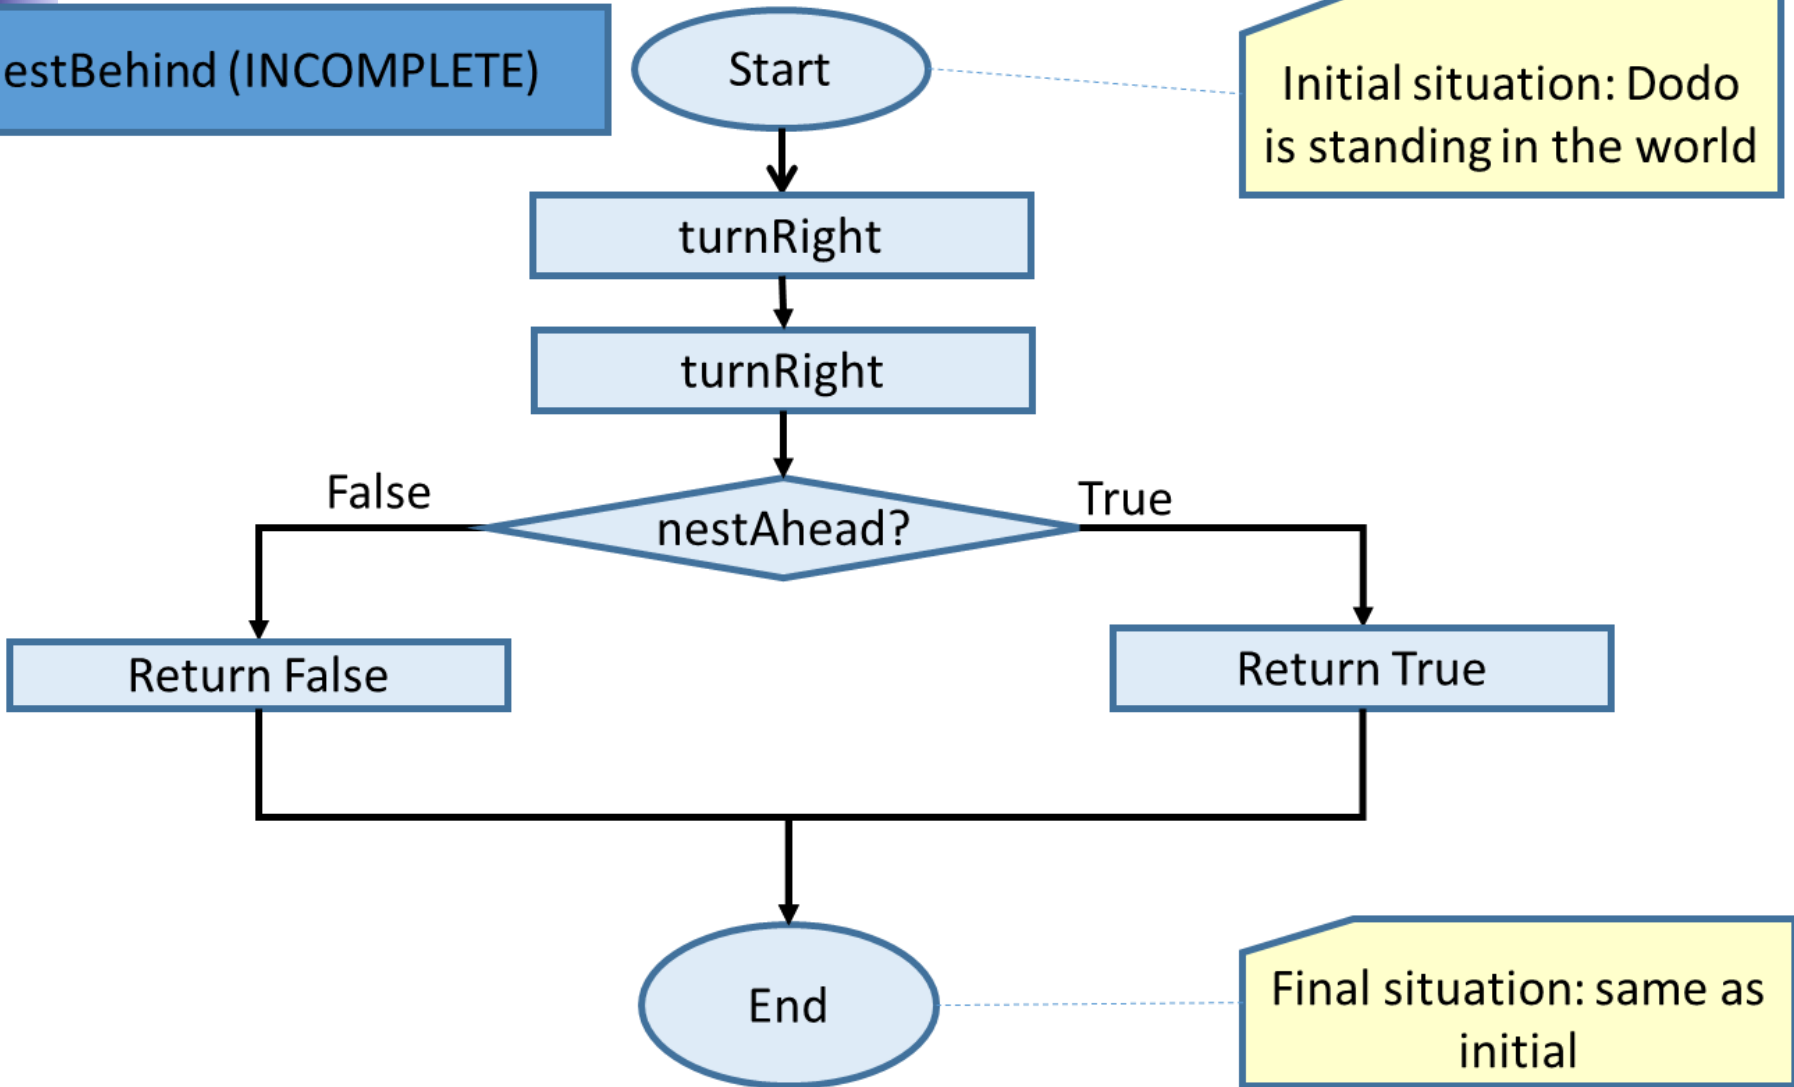 estBehind (INCOMPLETE)
Start
Initial situation: Dodo
is standing in the world
turnRight
turnRight
False
nestAhead?
True
Return False
Return True
End
Final situation: same as
initial